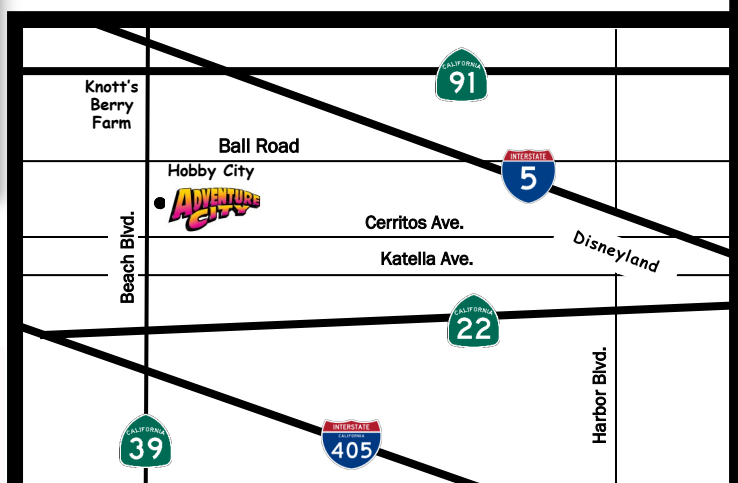 CALIFORNIA
91
Knott's
Berry
Farm
Ball Road
INTERSTATE
5
Hobby City
ADVENTURE
CITY
Cerritos Ave.
Disneyland
Katella Ave.
Beach Blvd.
CALIFORNIA
22
Harbor Blvd.
CALIFORNIA
39
INTERSTATE
CALIFORNIA
405